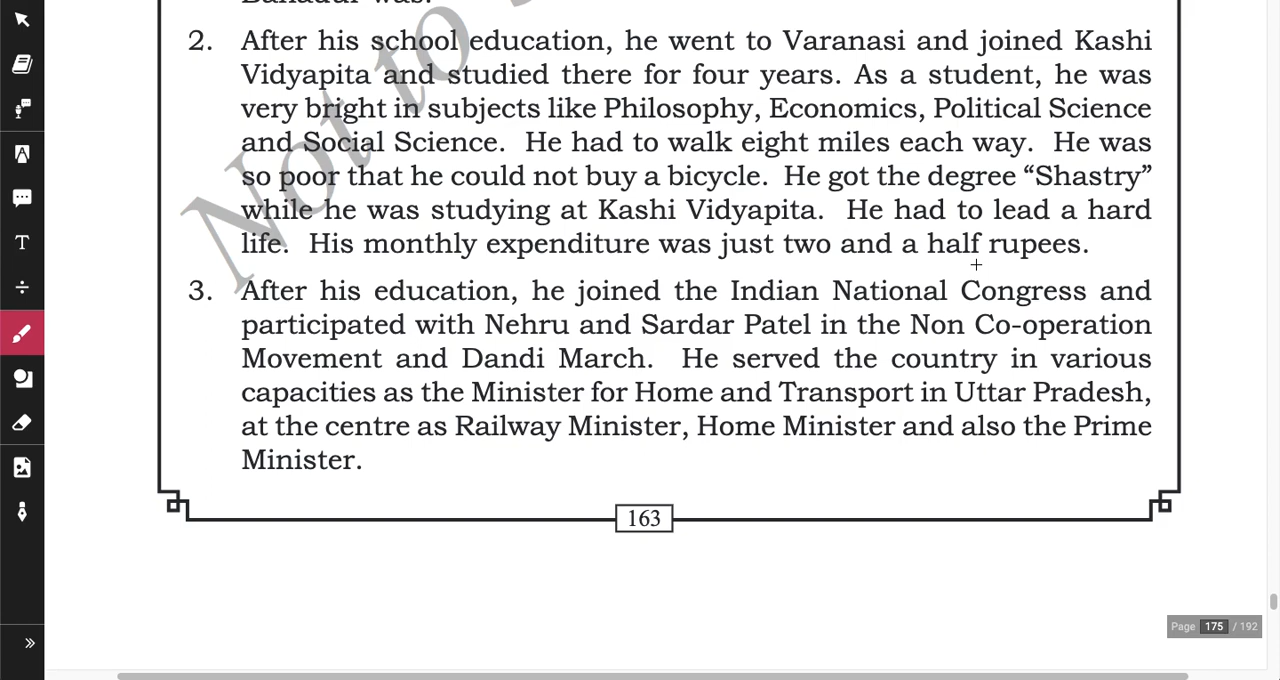 2. After his school education, he went to Varanasi and joined Kashi
Vidyapita and studied there for four years. As a student, he was
very bright in subjects like Philosophy, Economics, Political Science
and Social Science. He had to walk eight miles each way. He was
so poor that he could not buy a bicycle. He got the degree “Shastry”
while he was studying at Kashi Vidyapita. He had to lead a hard
life. His monthly expenditure was just two and a half rupees.
3. After his education, he joined the Indian National Congress and
participated with Nehru and Sardar Patel in the Non Co-operation
Movement and Dandi March. He served the country in various
capacities as the Minister for Home and Transport in Uttar Pradesh,
at the centre as Railway Minister, Home Minister and also the Prime
Minister.
163
Page 175 / 192
Not to
T